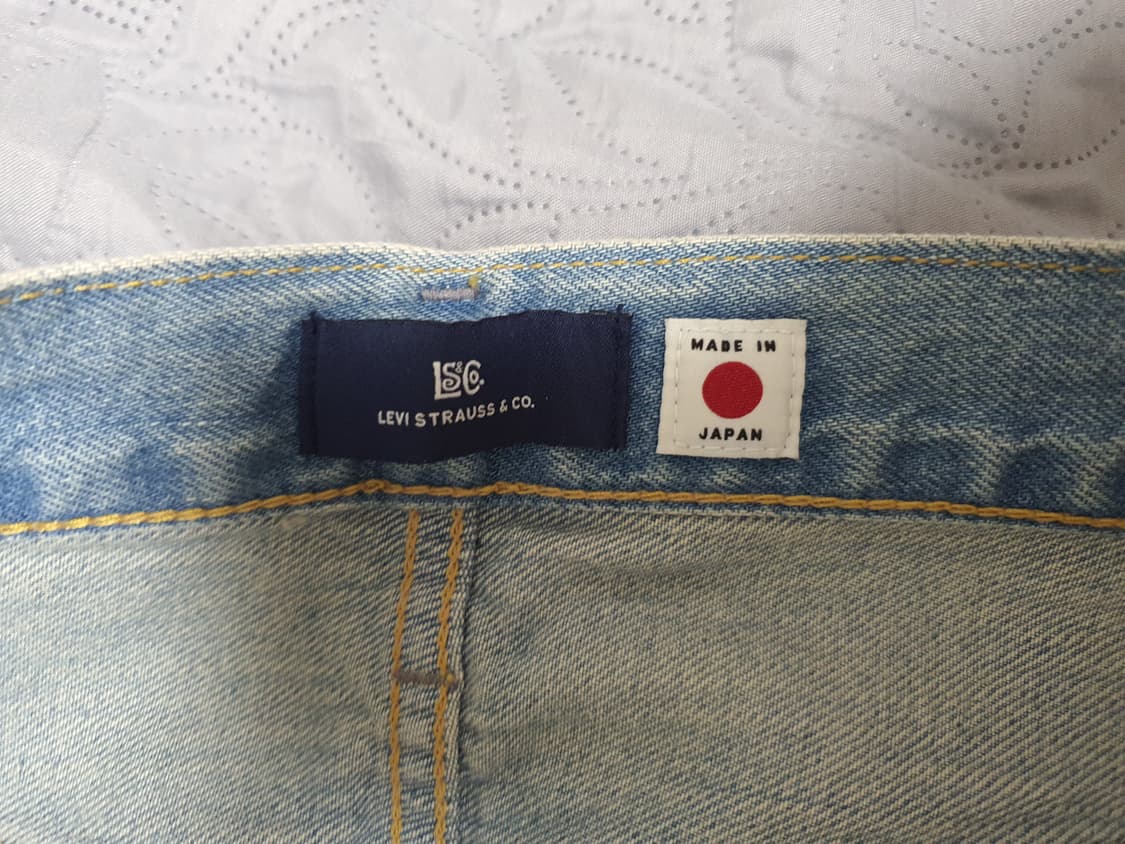 LS&Co.
LEVI STRAUSS & CO.
MADE IN
JAPAN